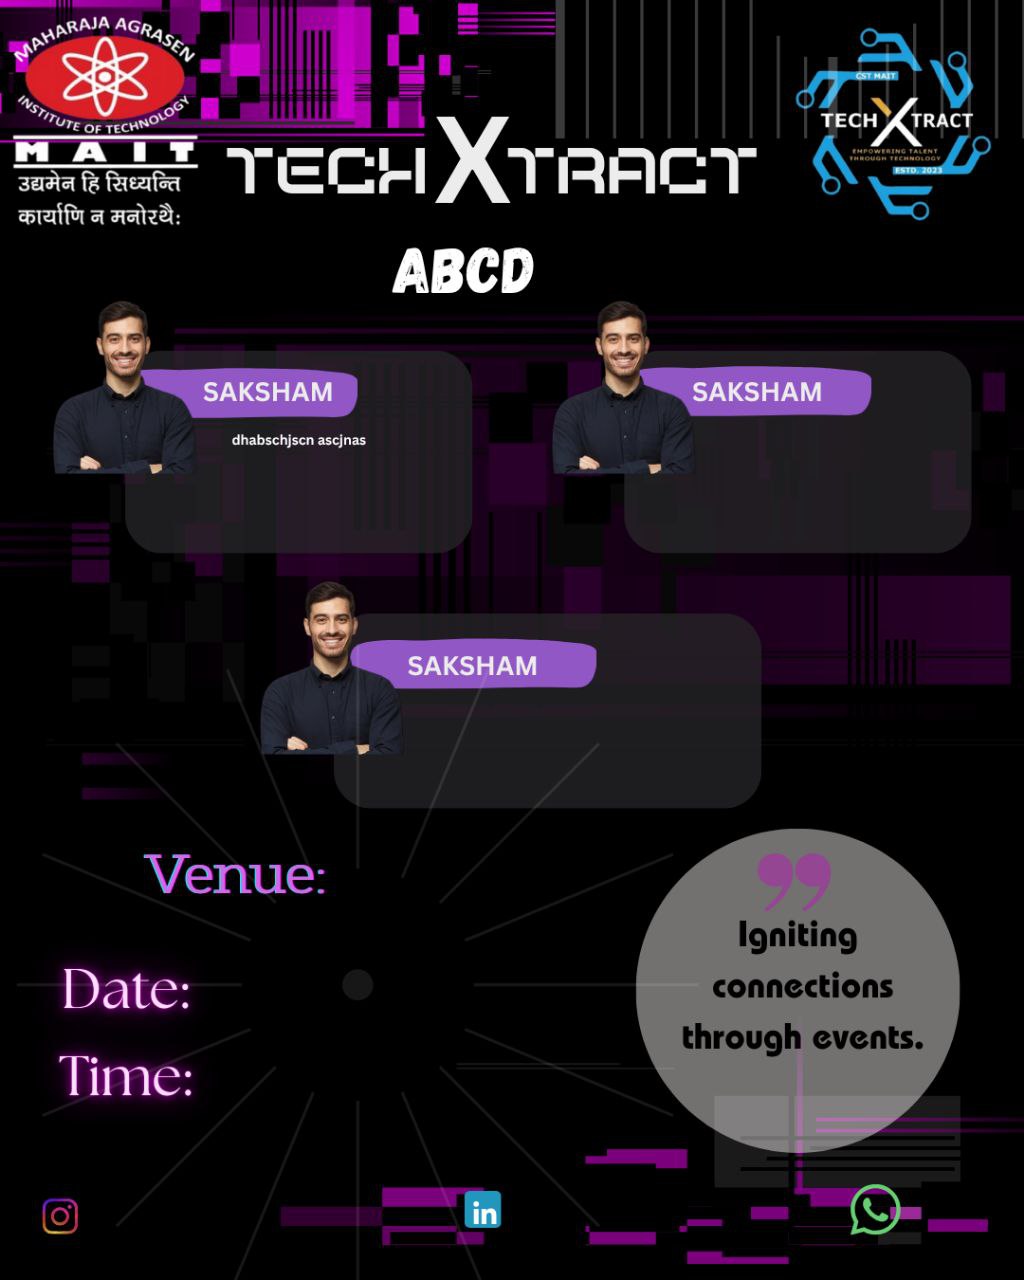 MAHARAJA AGRASEN
INSTITUTE OF TECHNOLOGY
MAIT
उद्यमेन हि सिध्यन्ति
कार्याणि न मनोरथै:
TECHXTRACT
CST MAIT
TECH X TRACT
EMPOWERING TALENT
THROUGH TECHNOLOGY
ESTD. 2023
ABCD
SAKSHAM
dhabschjscn ascjnas
SAKSHAM
SAKSHAM
Venue:
Date:
Time:
Igniting
connections
through events.
in